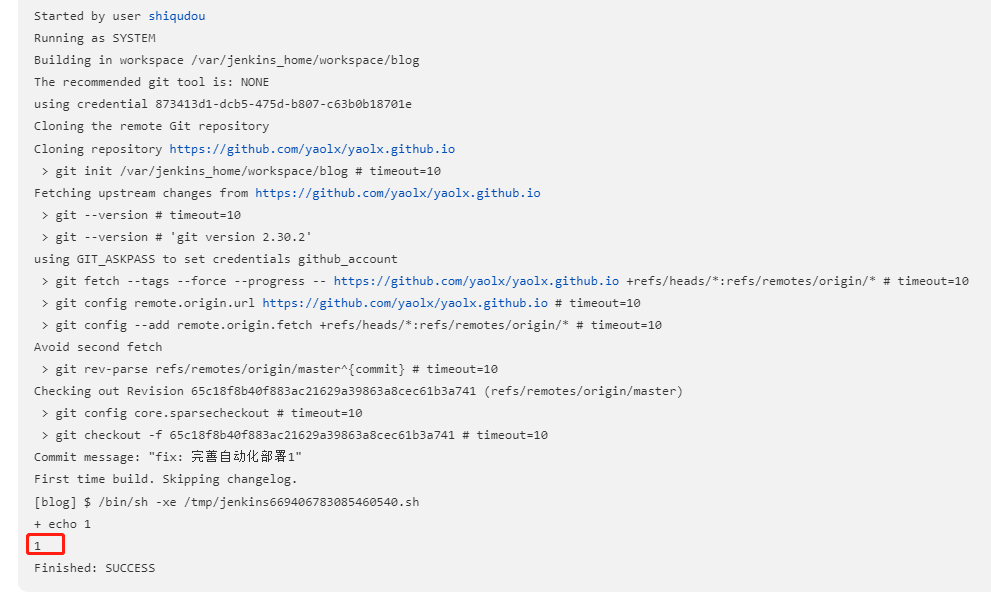 Started by user shiqudou
Running as SYSTEM
Building in workspace /var/jenkins_home/workspace/blog
The recommended git tool is: NONE
using credential 873413d1-dcb5-475d-b807-c63b0b18701e
Cloning the remote Git repository
Cloning repository https://github.com/yaolx/yaolx.github.io
> git init /var/jenkins_home/workspace/blog # timeout=10
Fetching upstream changes from https://github.com/yaolx/yaolx.github.io
> git --version # timeout=10
> git --version # 'git version 2.30.2'
using GIT_ASKPASS to set credentials github_account
> git fetch --tags --force --progress -- https://github.com/yaolx/yaolx.github.io +refs/heads/*:refs/remotes/origin/* # timeout=10
> git config remote.origin.url https://github.com/yaolx/yaolx.github.io # timeout=10
> git config --add remote.origin.fetch +refs/heads/*:refs/remotes/origin/* # timeout=10
Avoid second fetch
> git rev-parse refs/remotes/origin/master^{commit} # timeout=10
Checking out Revision 65c18f8b40f883ac21629a39863a8cec61b3a741 (refs/remotes/origin/master)
> git config core.sparsecheckout # timeout=10
> git checkout -f 65c18f8b40f883ac21629a39863a8cec61b3a741 # timeout=10
Commit message: "fix: 完善自动化部署1"
First time build. Skipping changelog.
[blog] $ /bin/sh -xe /tmp/jenkins669406783085460540.sh
+ echo 1
1
Finished: SUCCESS